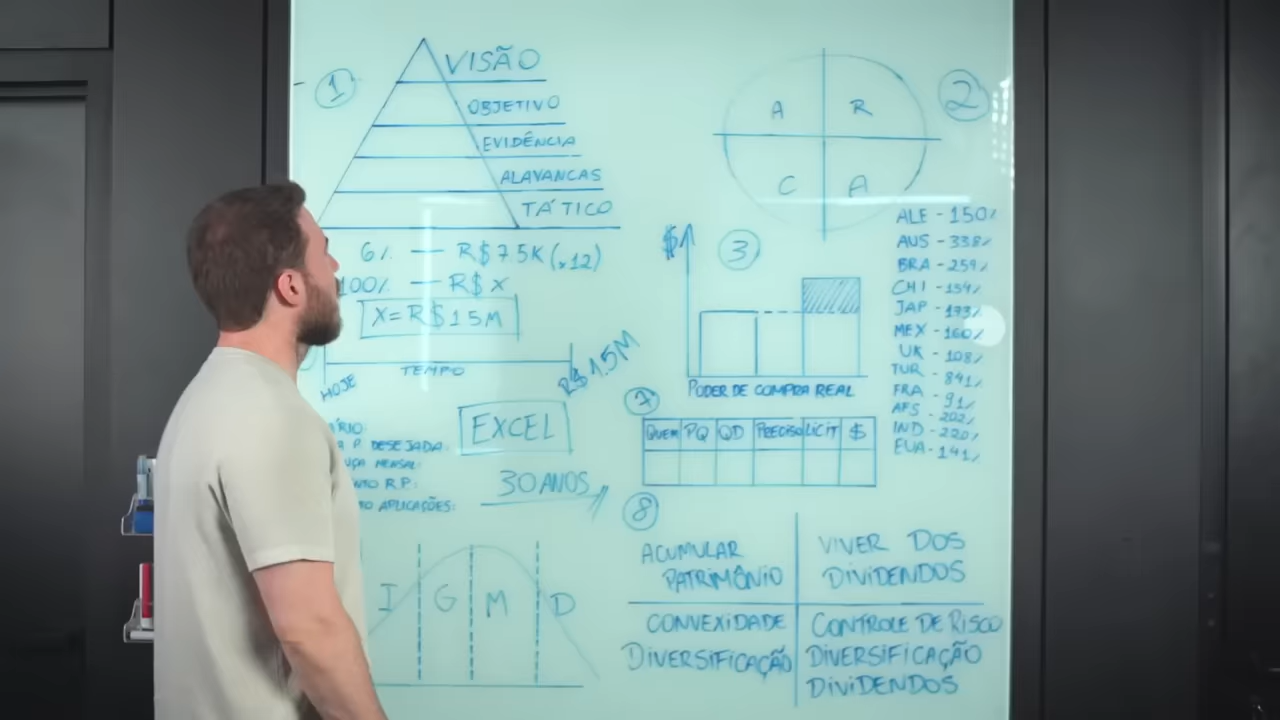 1
VISÃO
OBJETIVO
EVIDÊNCIA
ALAVANCAS
TÁTICO
6% — R$7.5K (x12)
100% — R$ X
X = R$1.5M
HOJE
TEMPO
R$ 1,5M
P. DESEJADA:
MENSAL:
R.P:
APLICAÇÕES:
EXCEL
30 ANOS
I G M D
2
A R
C A
3
$
PODER DE COMPRA REAL
ALE - 150%
AUS - 338%
BRA - 259%
CHI - 154%
JAP - 193%
MEX - 160%
UK - 108%
TUR - 841%
FRA - 91%
AFS - 202%
IND - 220%
EUA - 141%
7
QUEM PQ QD PRECISO LICIT $
8
ACUMULAR
PATRIMÔNIO
CONVEXIDADE
DIVERSIFICAÇÃO
VIVER DOS
DIVIDENDOS
CONTROLE DE RISCO
DIVERSIFICAÇÃO
DIVIDENDOS